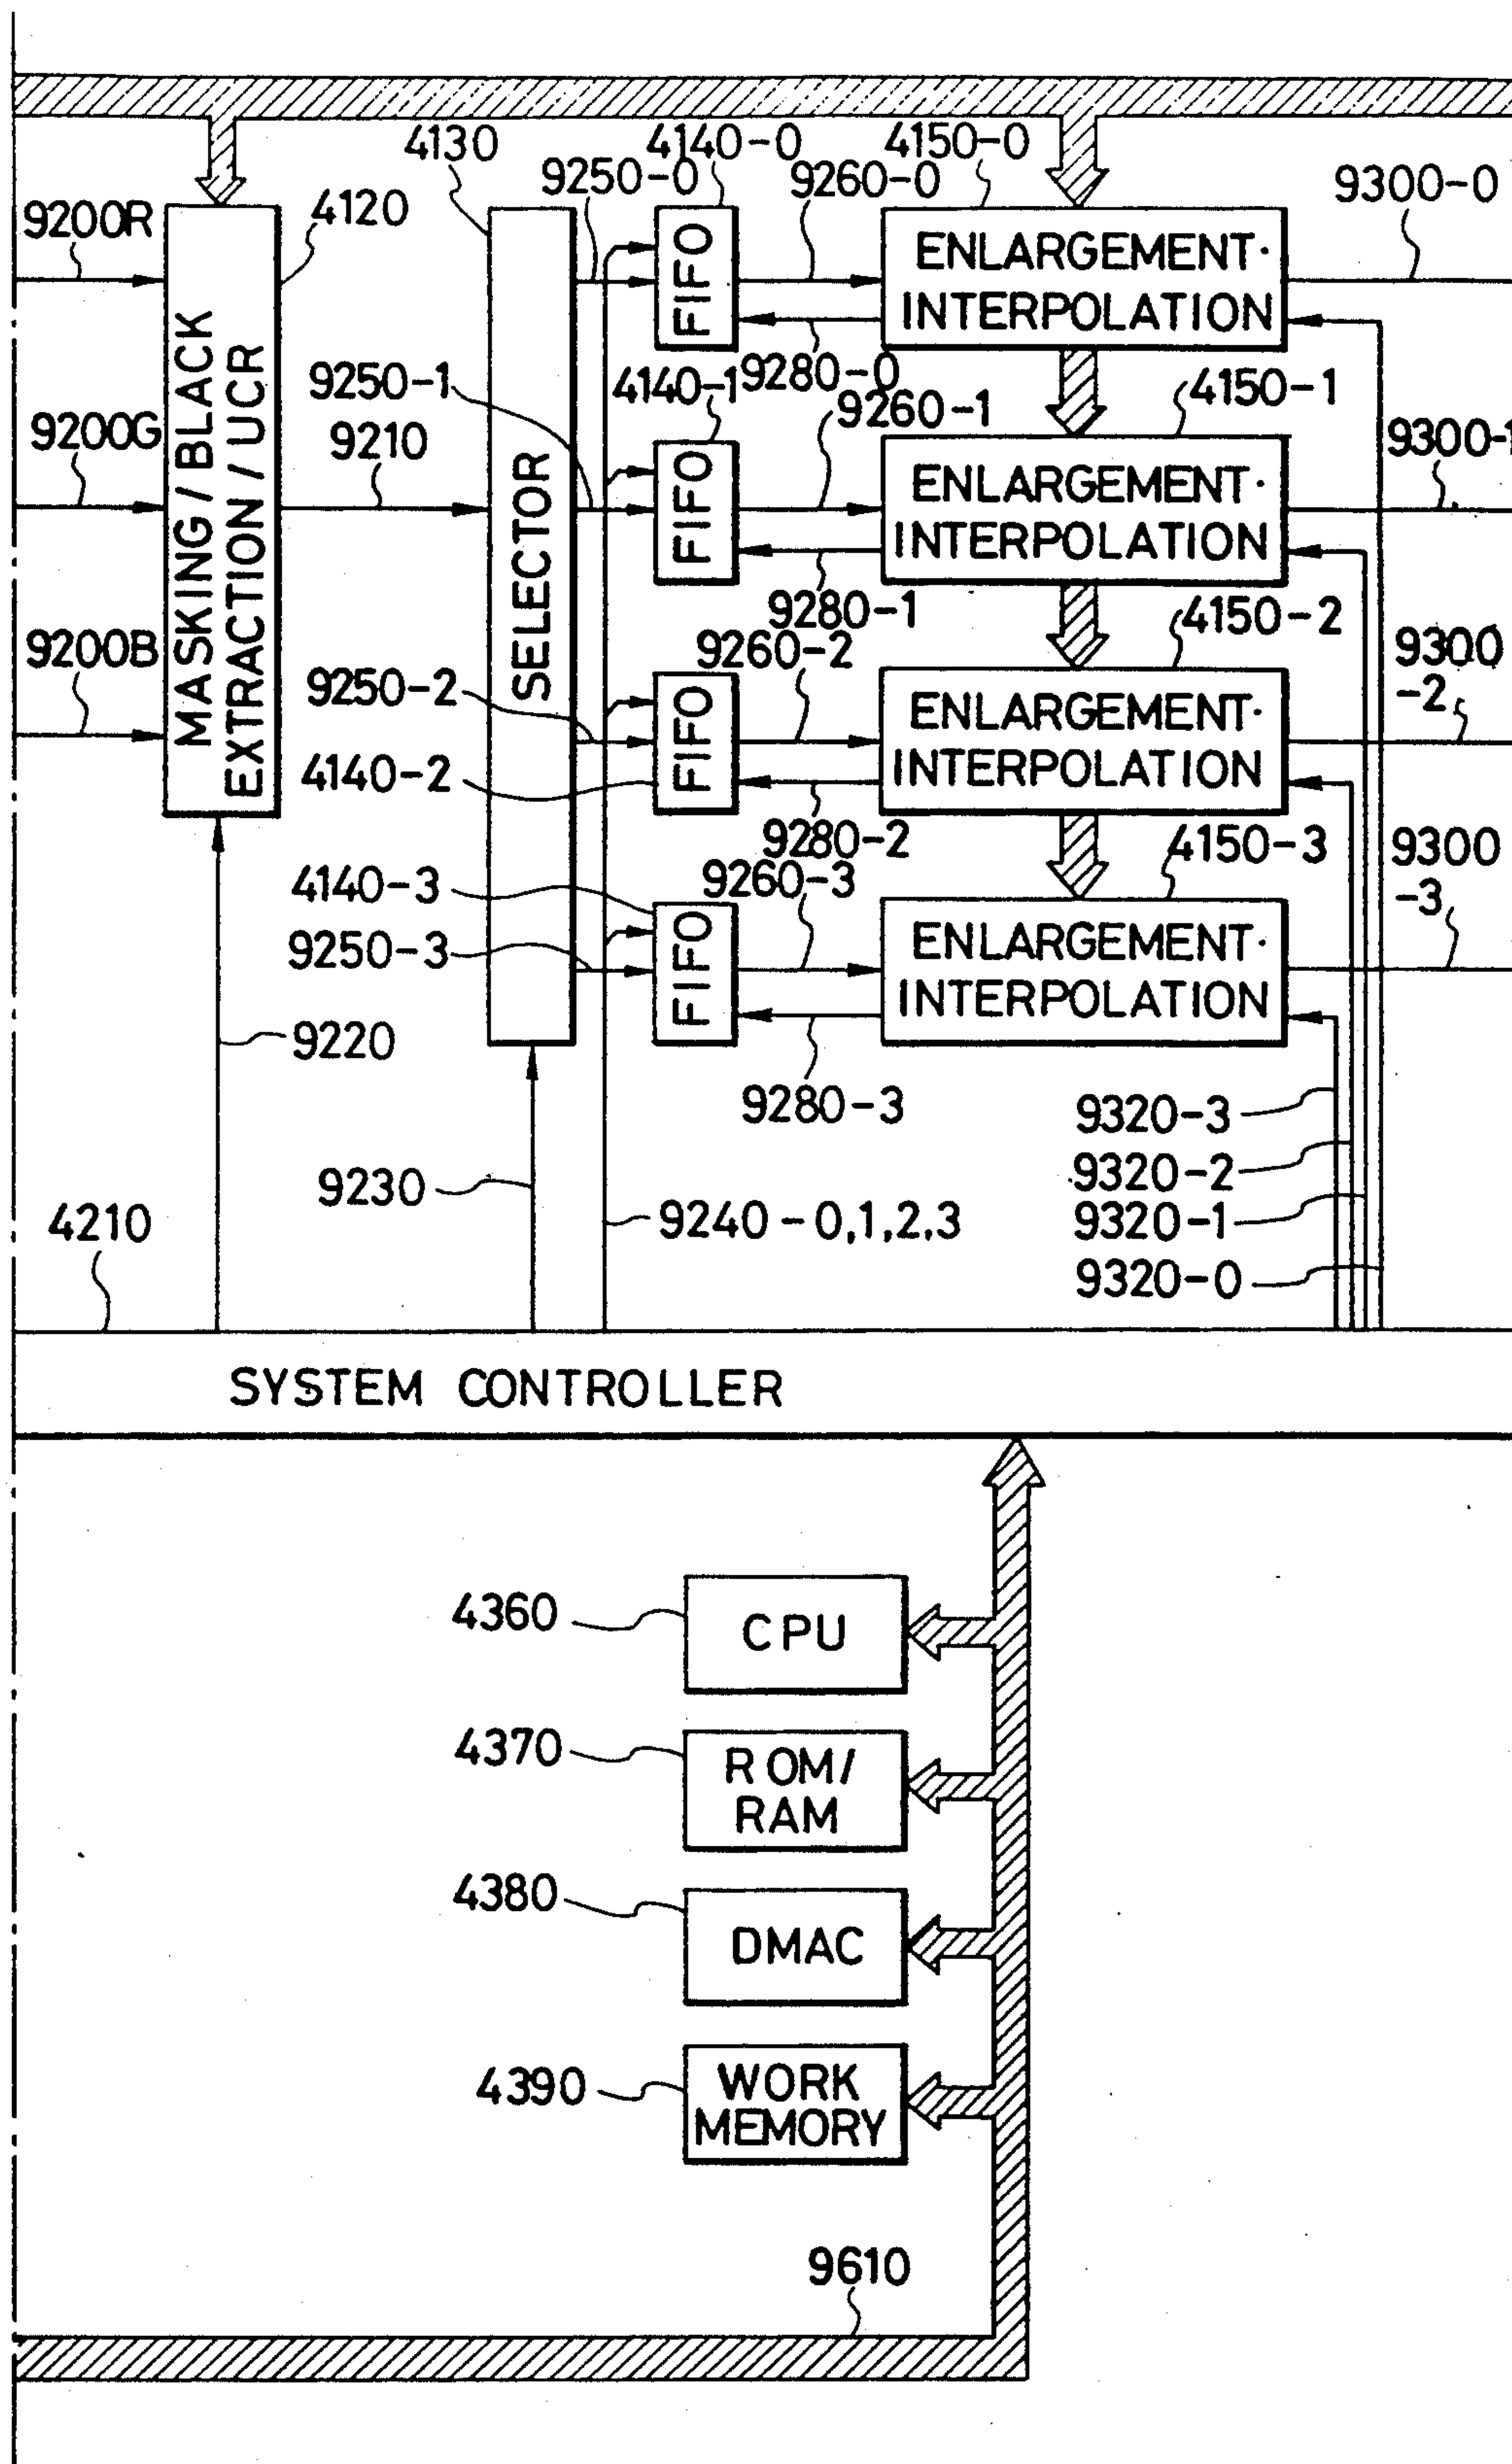 4130
4140-0
4150-0
9250-0
9260-0
9300-0
9200R
4120
FIFO
ENLARGEMENT·
INTERPOLATION
9280-0
9250-1
4140-1
9260-1
4150-1
9300-1
9200G
MASKING/BLACK
EXTRACTION/UCR
9210
SELECTOR
FIFO
ENLARGEMENT·
INTERPOLATION
9280-1
9200B
9260-2
4150-2
9300
-2
9250-2
4140-2
FIFO
ENLARGEMENT·
INTERPOLATION
9280-2
4140-3
9260-3
4150-3
9300
-3
9250-3
FIFO
ENLARGEMENT·
INTERPOLATION
9220
9280-3
9320-3
9230
9320-2
4210
9240-0,1,2,3
9320-1
9320-0
SYSTEM CONTROLLER
4360
CPU
4370
ROM/
RAM
4380
DMAC
4390
WORK
MEMORY
9610